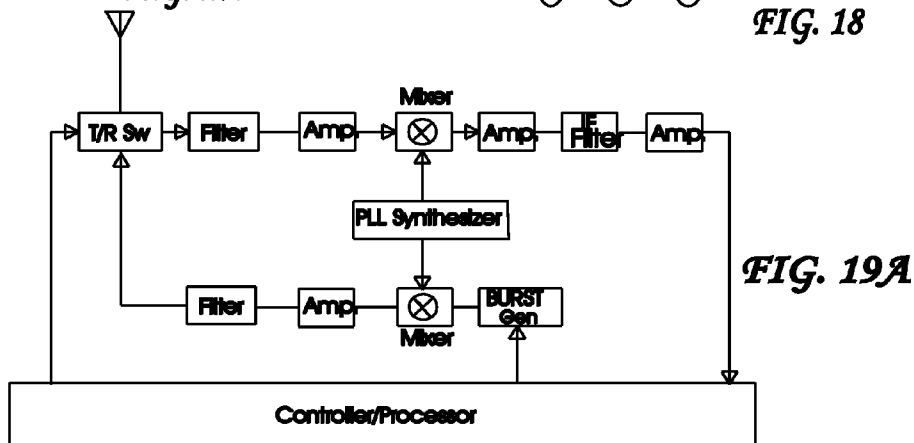 FIG. 18
Mixer
T/R Sw
Filter
Amp.
Amp.
IF
Filter
Amp.
PLL Synthesizer
FIG. 19A
Filter
Amp.
BURST
Gen
Mixer
Controller/Processor